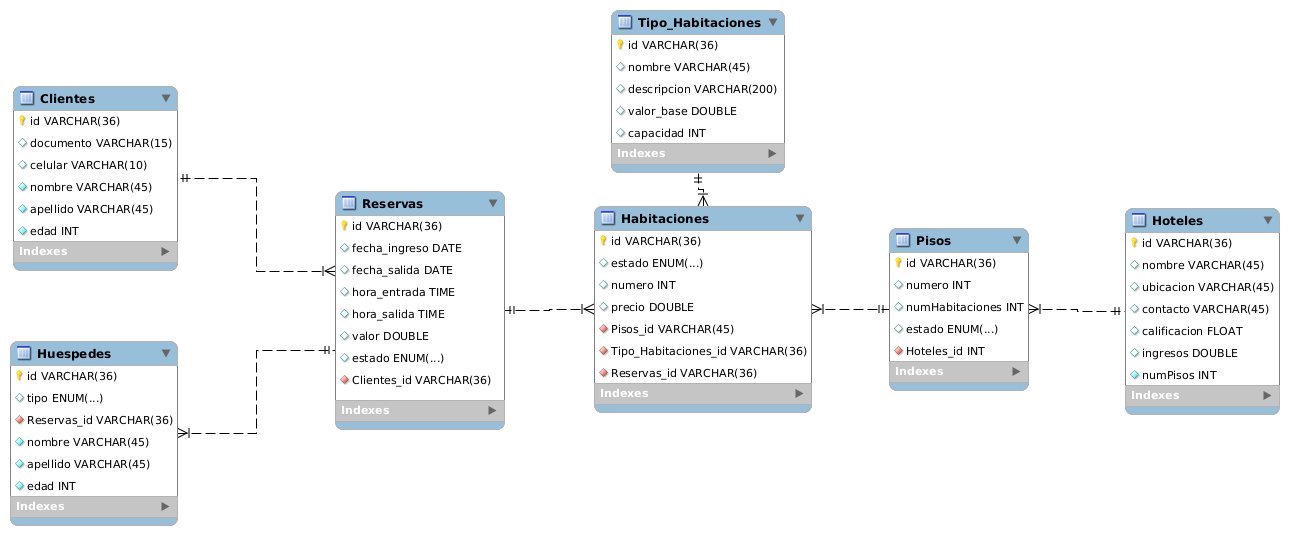 Tipo_Habitaciones
id VARCHAR(36)
nombre VARCHAR(45)
descripcion VARCHAR(200)
valor_base DOUBLE
capacidad INT
Indexes
Clientes
id VARCHAR(36)
documento VARCHAR(15)
celular VARCHAR(10)
nombre VARCHAR(45)
apellido VARCHAR(45)
edad INT
Indexes
Reservas
id VARCHAR(36)
fecha_ingreso DATE
fecha_salida DATE
hora_entrada TIME
hora_salida TIME
valor DOUBLE
estado ENUM(...)
Clientes_id VARCHAR(36)
Indexes
Habitaciones
id VARCHAR(36)
estado ENUM(...)
numero INT
precio DOUBLE
Pisos_id VARCHAR(45)
Tipo_Habitaciones_id VARCHAR(36)
Reservas_id VARCHAR(36)
Indexes
Pisos
id VARCHAR(36)
numero INT
numHabitaciones INT
estado ENUM(...)
Hoteles_id INT
Indexes
Hoteles
id VARCHAR(36)
nombre VARCHAR(45)
ubicacion VARCHAR(45)
contacto VARCHAR(45)
calificacion FLOAT
ingresos DOUBLE
numPisos INT
Indexes
Huespedes
id VARCHAR(36)
tipo ENUM(...)
Reservas_id VARCHAR(36)
nombre VARCHAR(45)
apellido VARCHAR(45)
edad INT
Indexes